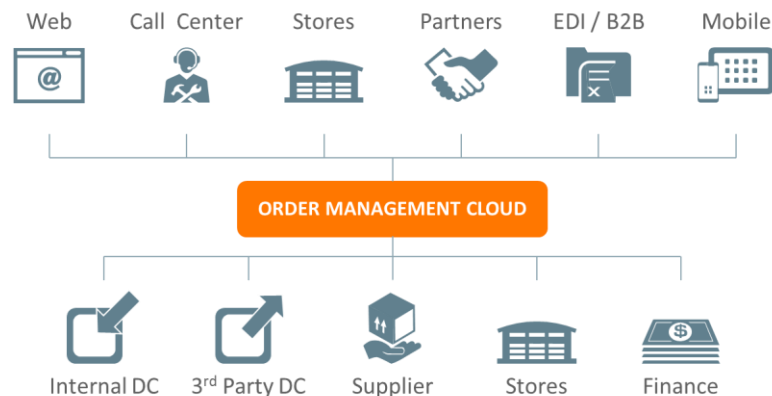 Web Call Center Stores Partners EDI / B2B Mobile
@
X
ORDER MANAGEMENT CLOUD
$
Internal DC 3rd Party DC Supplier Stores Finance